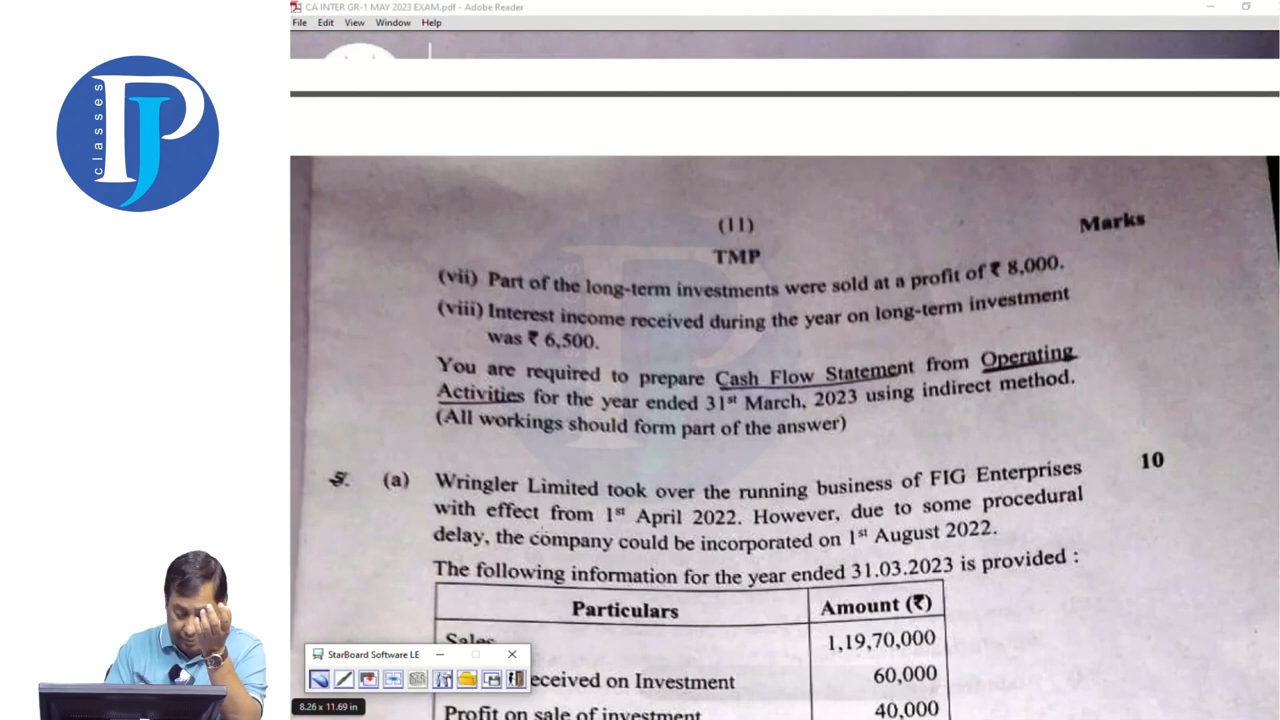 CA INTER GR-1 MAY 2023 EXAM.pdf - Adobe Reader
File Edit View Window Help
classes
PJ
(11)
Marks
TMP
(vii) Part of the long-term investments were sold at a profit of ₹ 8,000.
(viii) Interest income received during the year on long-term investment
was ₹ 6,500.
You are required to prepare Cash Flow Statement from Operating
Activities for the year ended 31st March, 2023 using indirect method.
(All workings should form part of the answer)
5. (a) Wringler Limited took over the running business of FIG Enterprises 10
with effect from 1st April 2022. However, due to some procedural
delay, the company could be incorporated on 1st August 2022.
The following information for the year ended 31.03.2023 is provided :
Particulars Amount (₹)
Sales 1,19,70,000
StarBoard Software LE
eceived on Investment 60,000
8.26 x 11.69 in
Profit on sale of investment 40,000